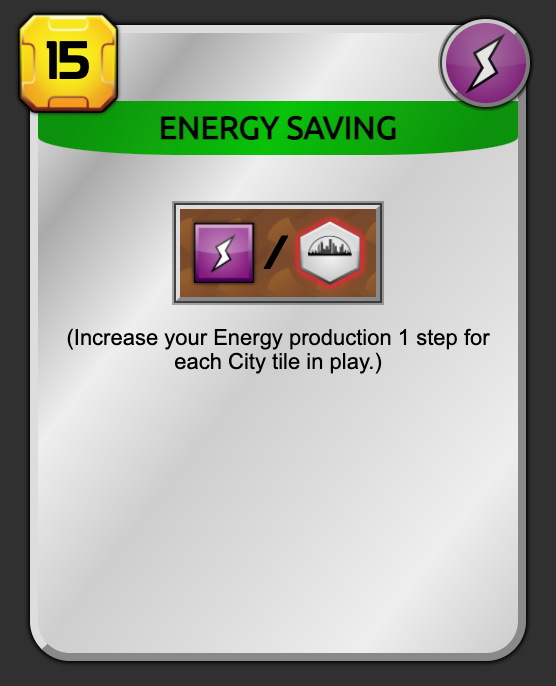 15
ENERGY SAVING
/
(Increase your Energy production 1 step for
each City tile in play.)